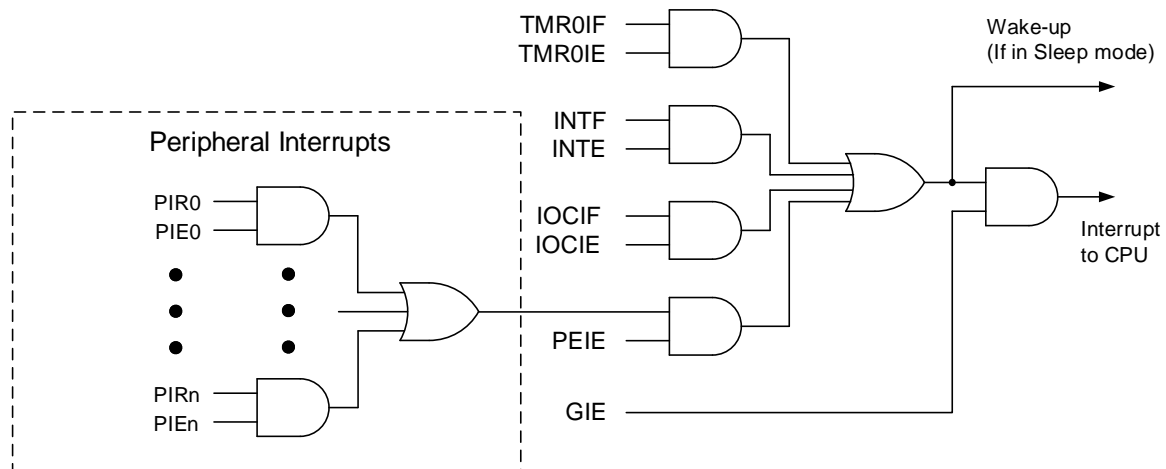 TMR0IF
TMR0IE
Wake-up
(If in Sleep mode)
INTF
INTE
Peripheral Interrupts
PIR0
PIE0
IOCIF
IOCIE
Interrupt
to CPU
PEIE
PIRn
PIEn
GIE